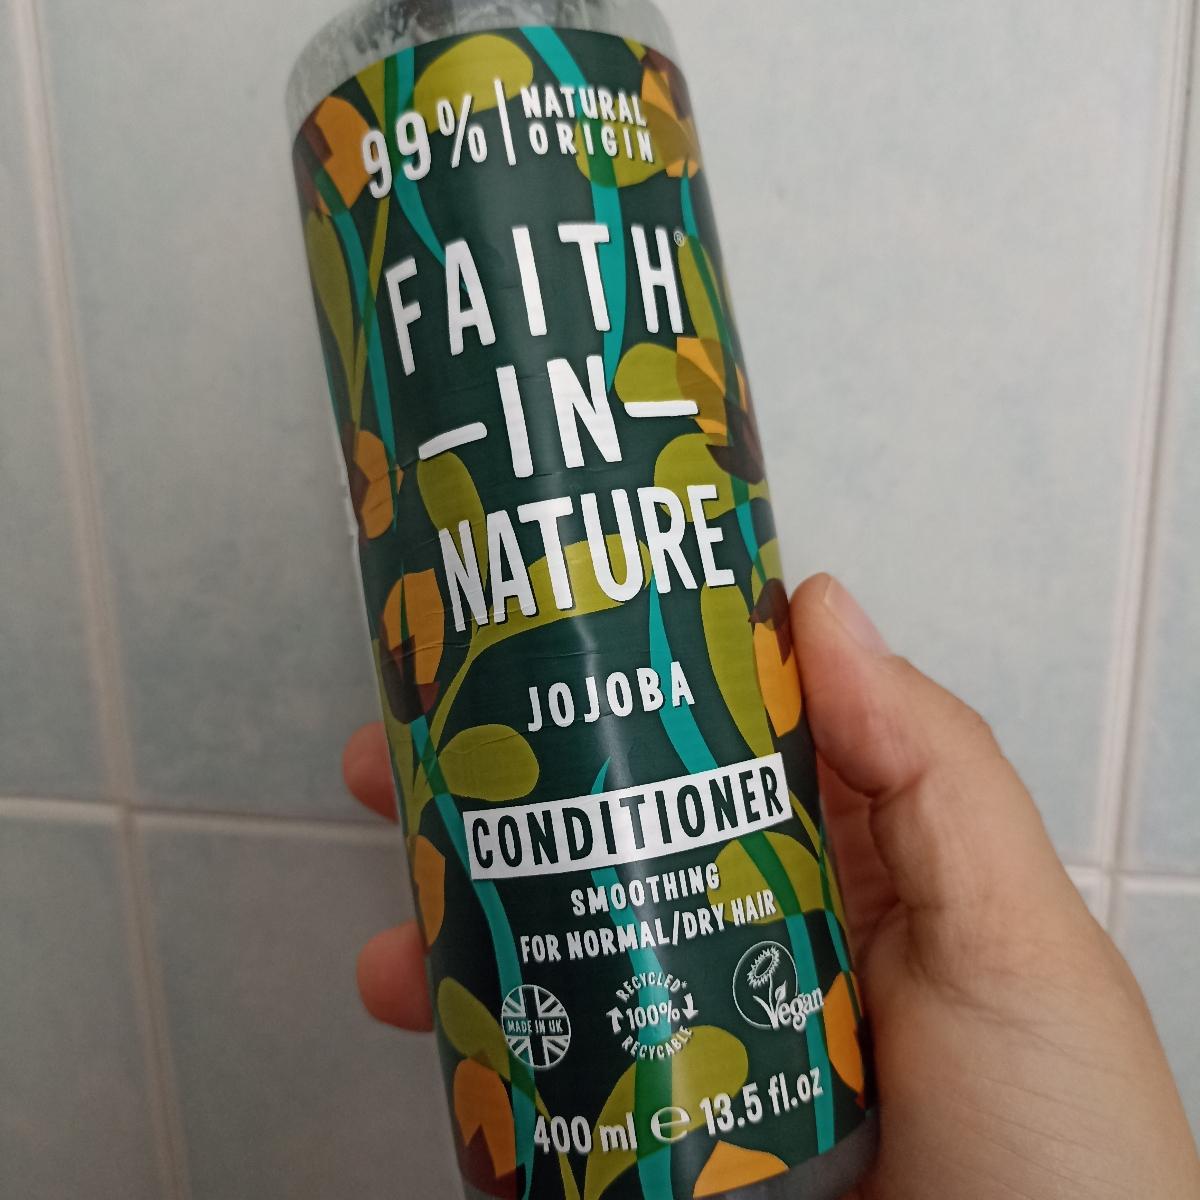 99% | NATURAL
ORIGIN
FAITH®
—IN—
NATURE
JOJOBA
CONDITIONER
SMOOTHING
FOR NORMAL/DRY HAIR
MADE IN UK
RECYCLED*
100%
RECYCABLE
Vegan
400 ml ℮ 13.5 fl.oz